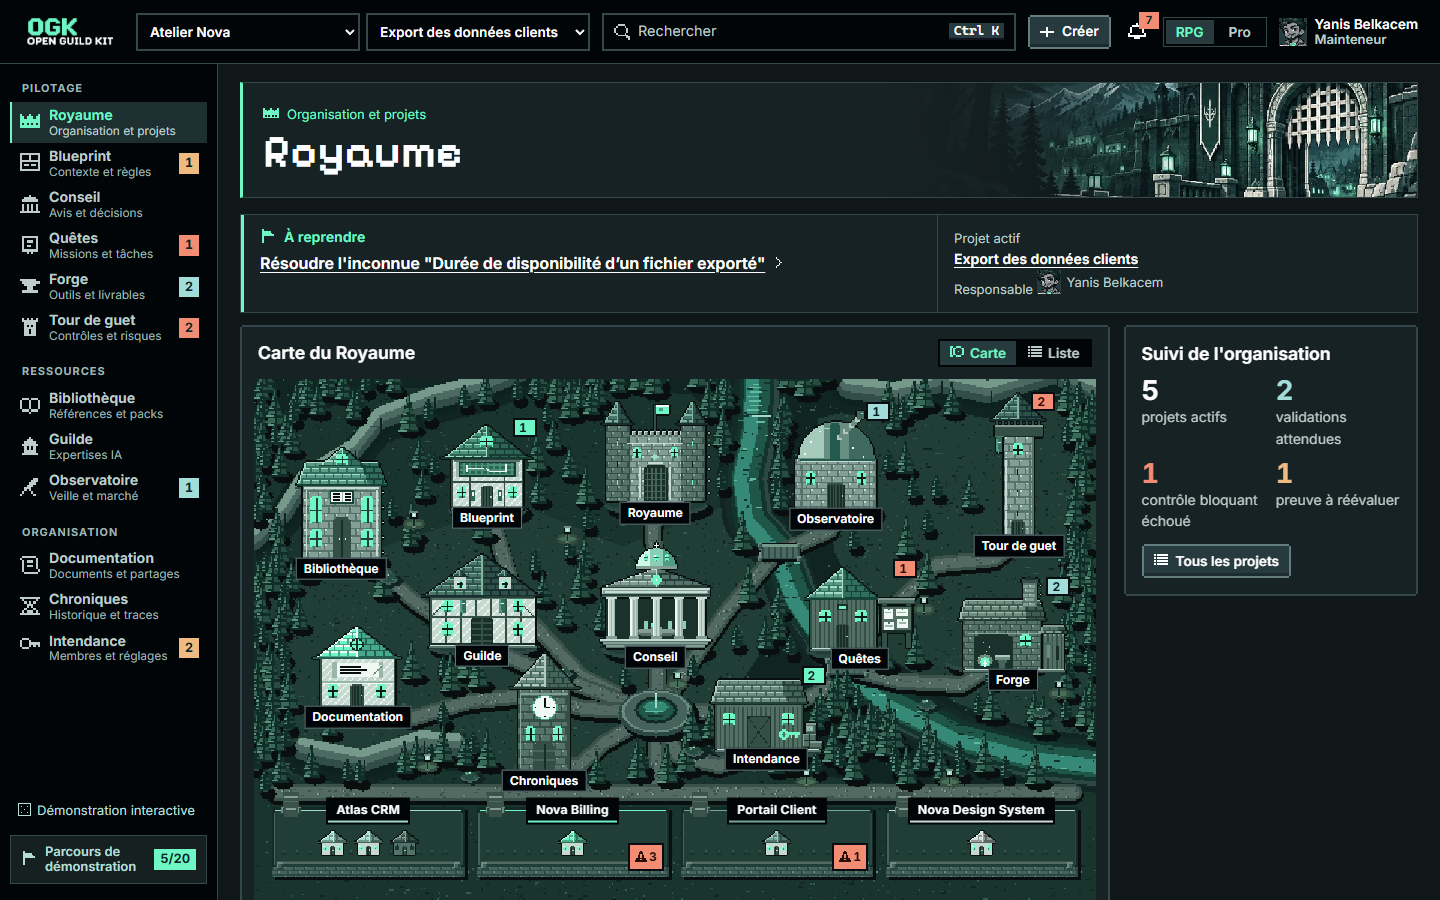 OGK
OPEN GUILD KIT
Atelier Nova
Export des données clients
Rechercher
Ctrl K
Créer
7
RPG
Pro
Yanis Belkacem
Mainteneur
PILOTAGE
Royaume
Organisation et projets
Blueprint
Contexte et règles
1
Conseil
Avis et décisions
Quêtes
Missions et tâches
1
Forge
Outils et livrables
2
Tour de guet
Contrôles et risques
2
RESSOURCES
Bibliothèque
Références et packs
Guilde
Expertises IA
Observatoire
Veille et marché
1
ORGANISATION
Documentation
Documents et partages
Chroniques
Historique et traces
Intendance
Membres et réglages
2
Démonstration interactive
Parcours de
démonstration
5/20
Organisation et projets
Royaume
À reprendre
Résoudre l'inconnue "Durée de disponibilité d’un fichier exporté"
Projet actif
Export des données clients
Responsable
Yanis Belkacem
Carte du Royaume
Carte
Liste
1
1
2
Blueprint
Royaume
Observatoire
Tour de guet
Bibliothèque
1
2
Guilde
Conseil
Quêtes
Forge
2
Documentation
Intendance
Chroniques
Atlas CRM
Nova Billing
3
Portail Client
1
Nova Design System
Suivi de l'organisation
5
projets actifs
2
validations
attendues
1
contrôle bloquant
échoué
1
preuve à réévaluer
Tous les projets